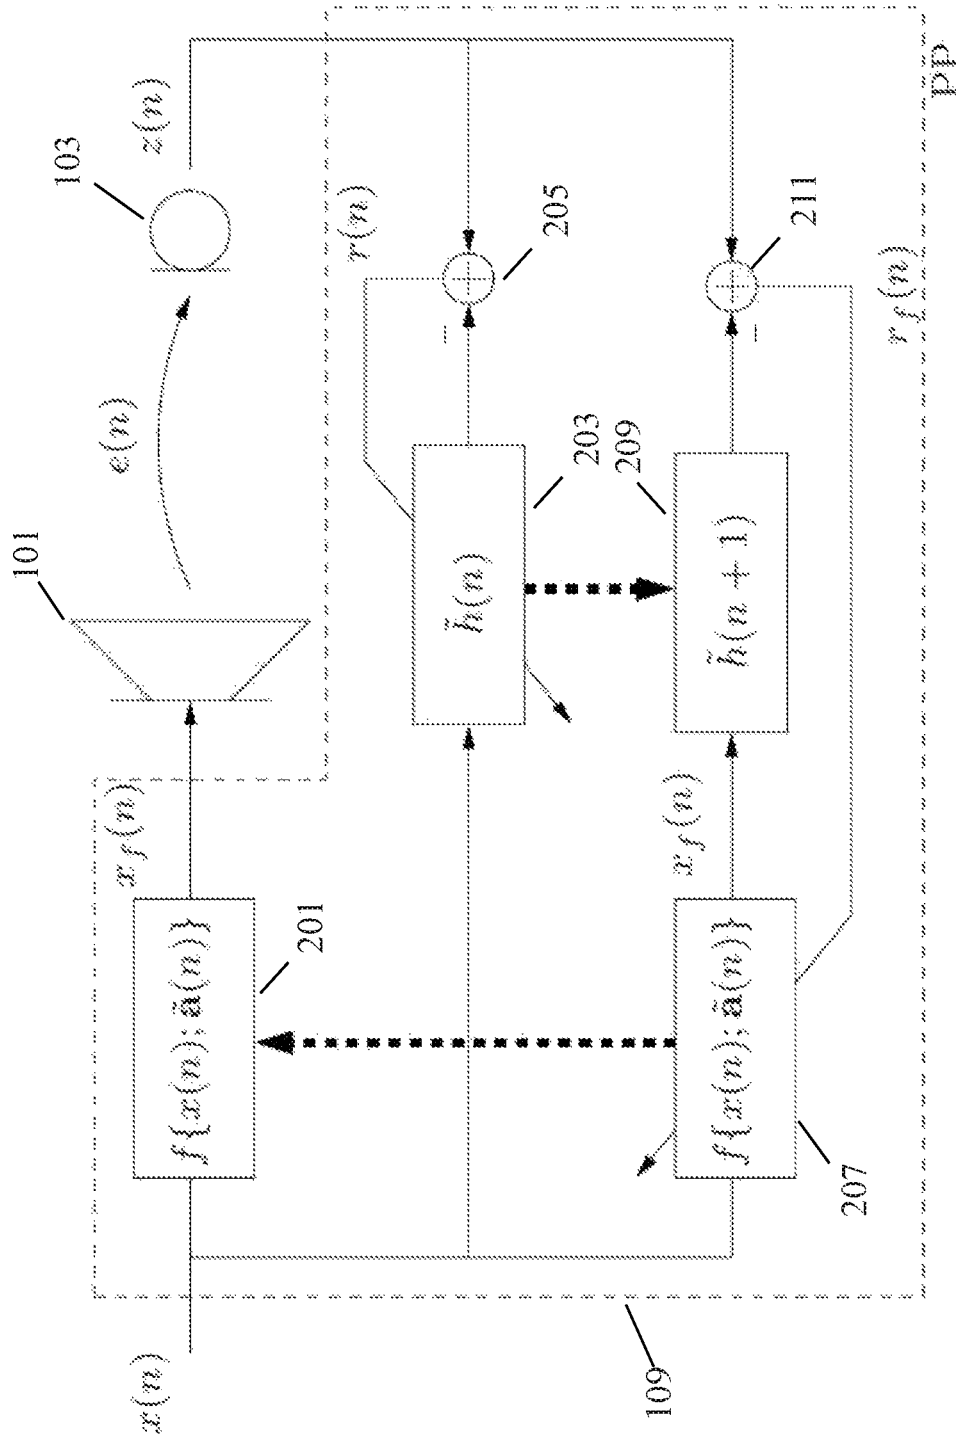 x(n)
f{x(n); ã(n)}
201
x_f(n)
101
e(n)
103
z(n)
h̃(n)
203
r(n)
205
−
f{x(n); ã(n)}
207
x_f(n)
h̃(n + 1)
209
−
211
r_f(n)
109
PP